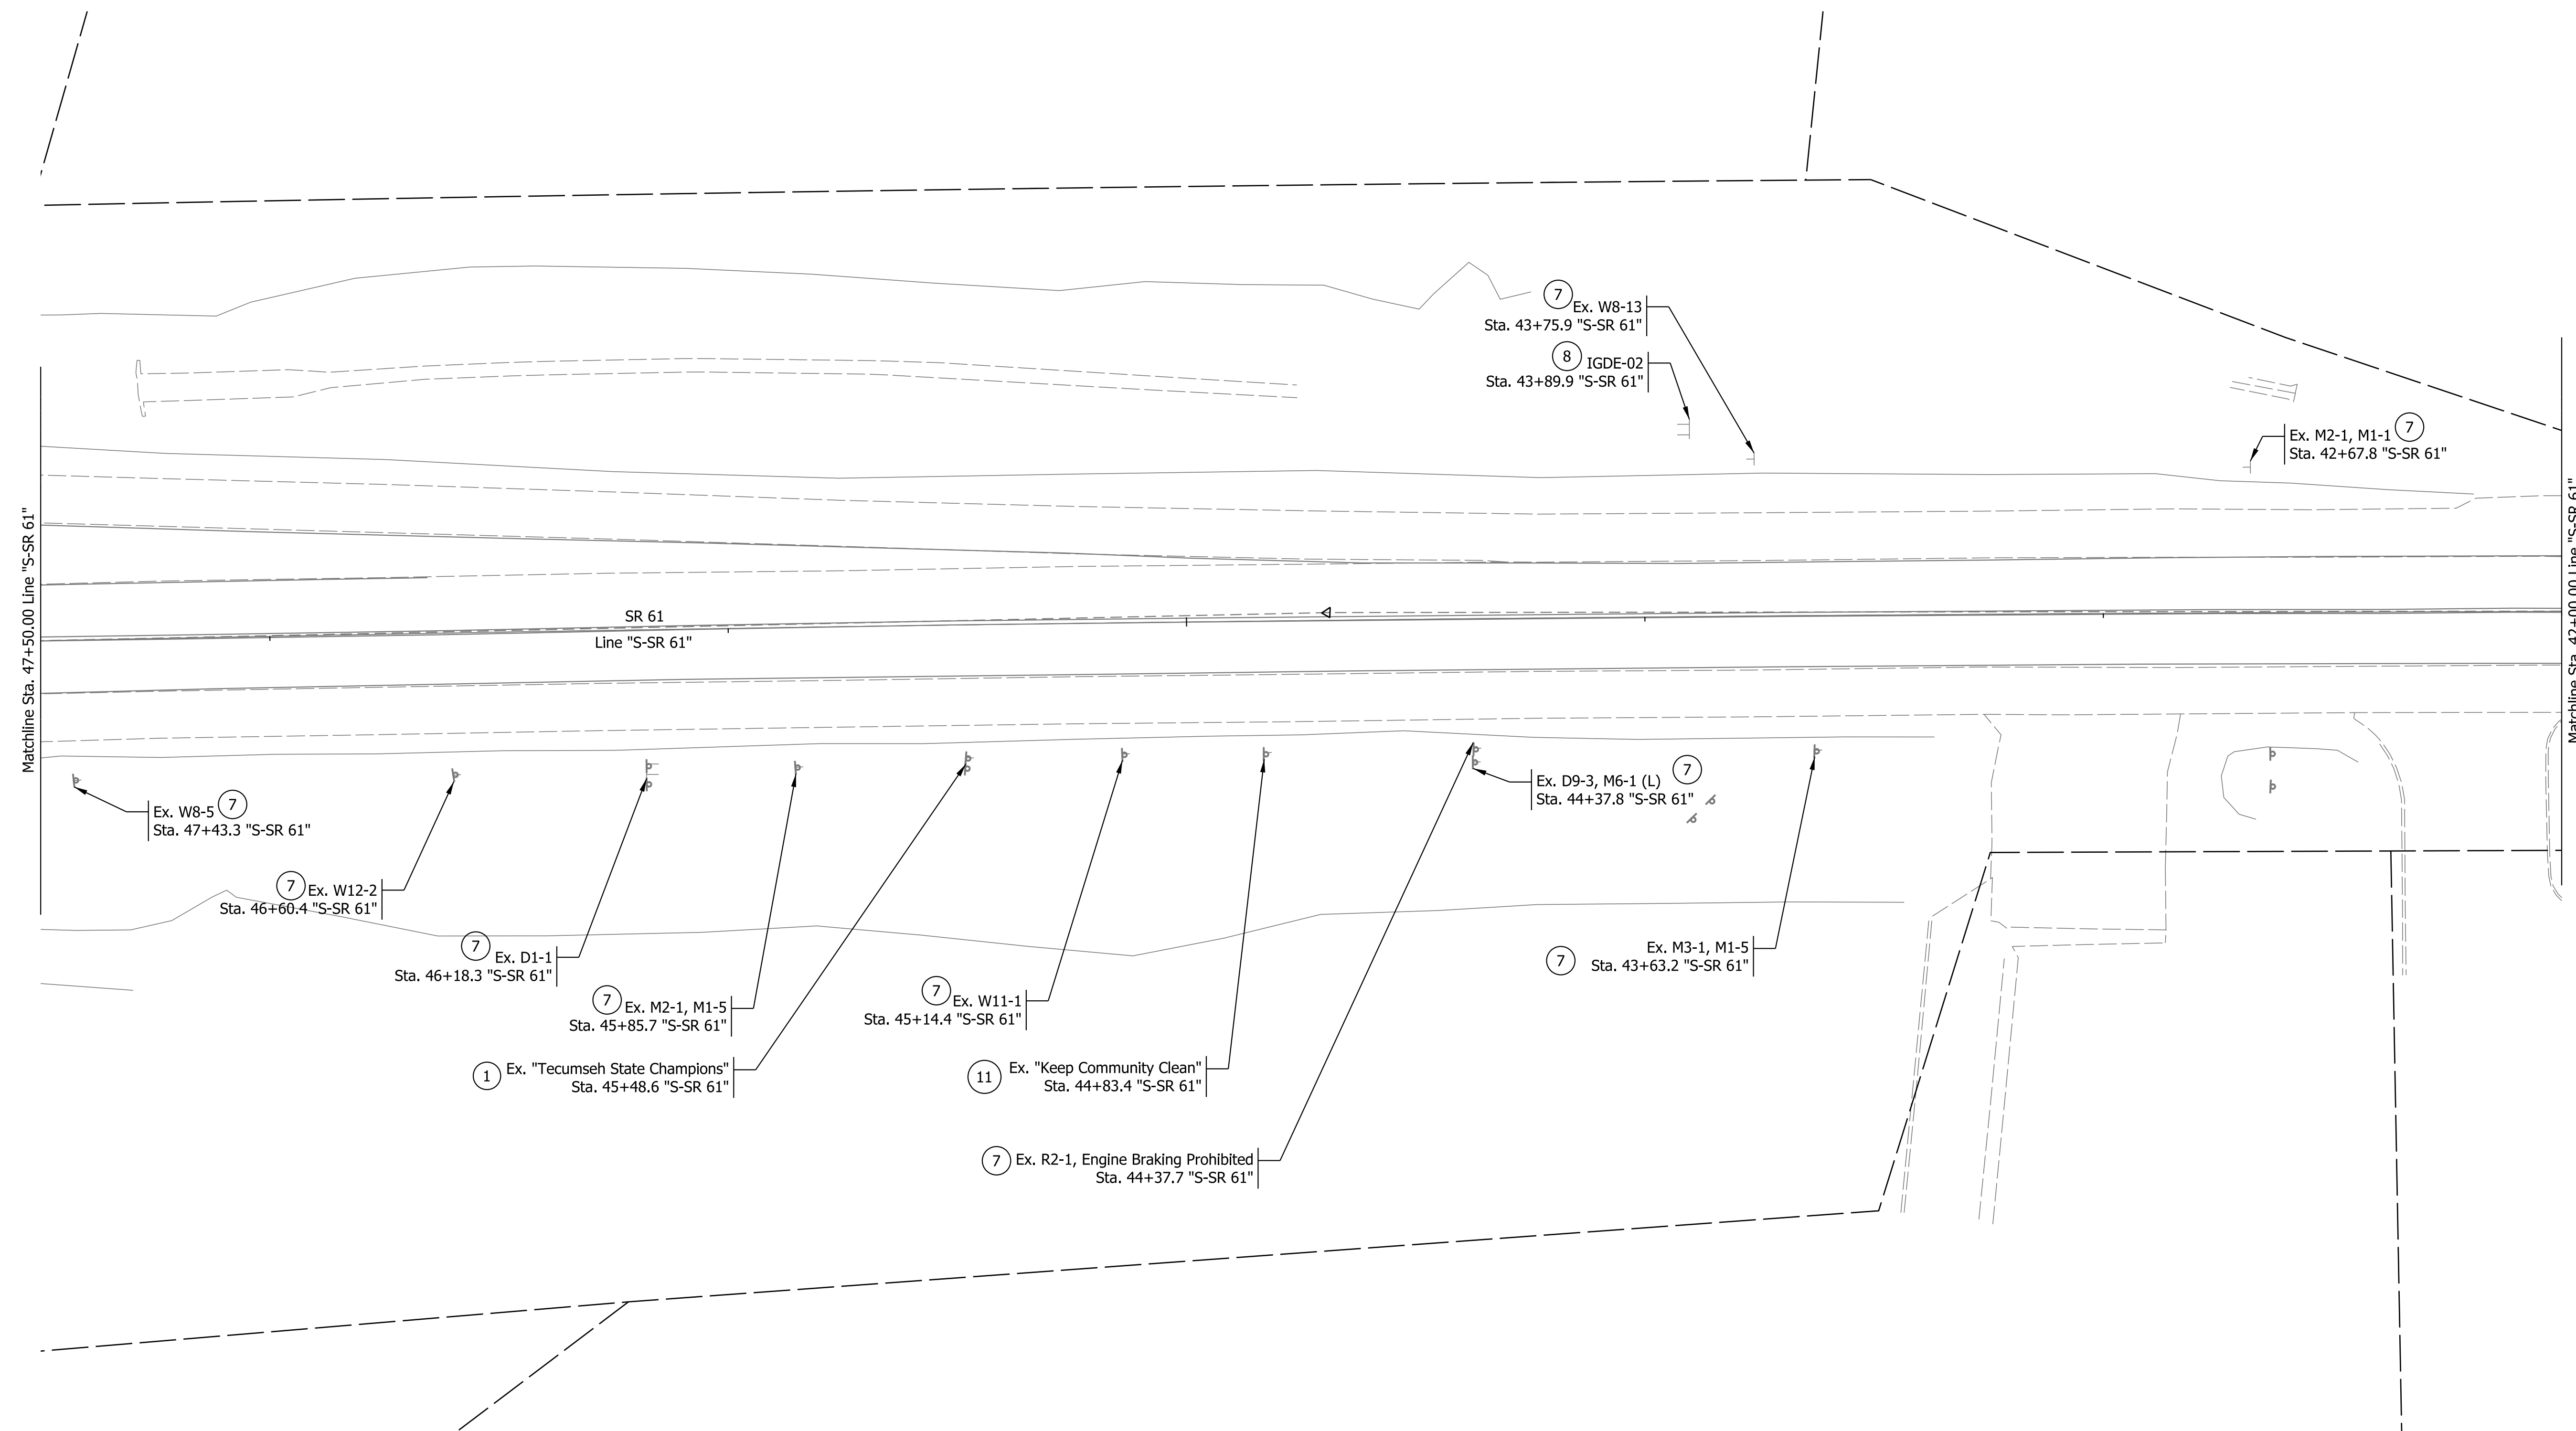 7
Ex. W8-13
Sta. 43+75.9 "S-SR 61"
8
IGDE-02
Sta. 43+89.9 "S-SR 61"
Ex. M2-1, M1-1
7
Sta. 42+67.8 "S-SR 61"
Matchline Sta. 47+50.00 Line "S-SR 61"
SR 61
Line "S-SR 61"
Matchline Sta. 42+00.00 Line "S-SR 61"
Ex. W8-5
7
Sta. 47+43.3 "S-SR 61"
Ex. D9-3, M6-1 (L)
7
Sta. 44+37.8 "S-SR 61"
7
Ex. W12-2
Sta. 46+60.4 "S-SR 61"
7
Ex. D1-1
Sta. 46+18.3 "S-SR 61"
7
Ex. M2-1, M1-5
Sta. 45+85.7 "S-SR 61"
1
Ex. "Tecumseh State Champions"
Sta. 45+48.6 "S-SR 61"
7
Ex. W11-1
Sta. 45+14.4 "S-SR 61"
11
Ex. "Keep Community Clean"
Sta. 44+83.4 "S-SR 61"
7
Ex. R2-1, Engine Braking Prohibited
Sta. 44+37.7 "S-SR 61"
7
Ex. M3-1, M1-5
Sta. 43+63.2 "S-SR 61"